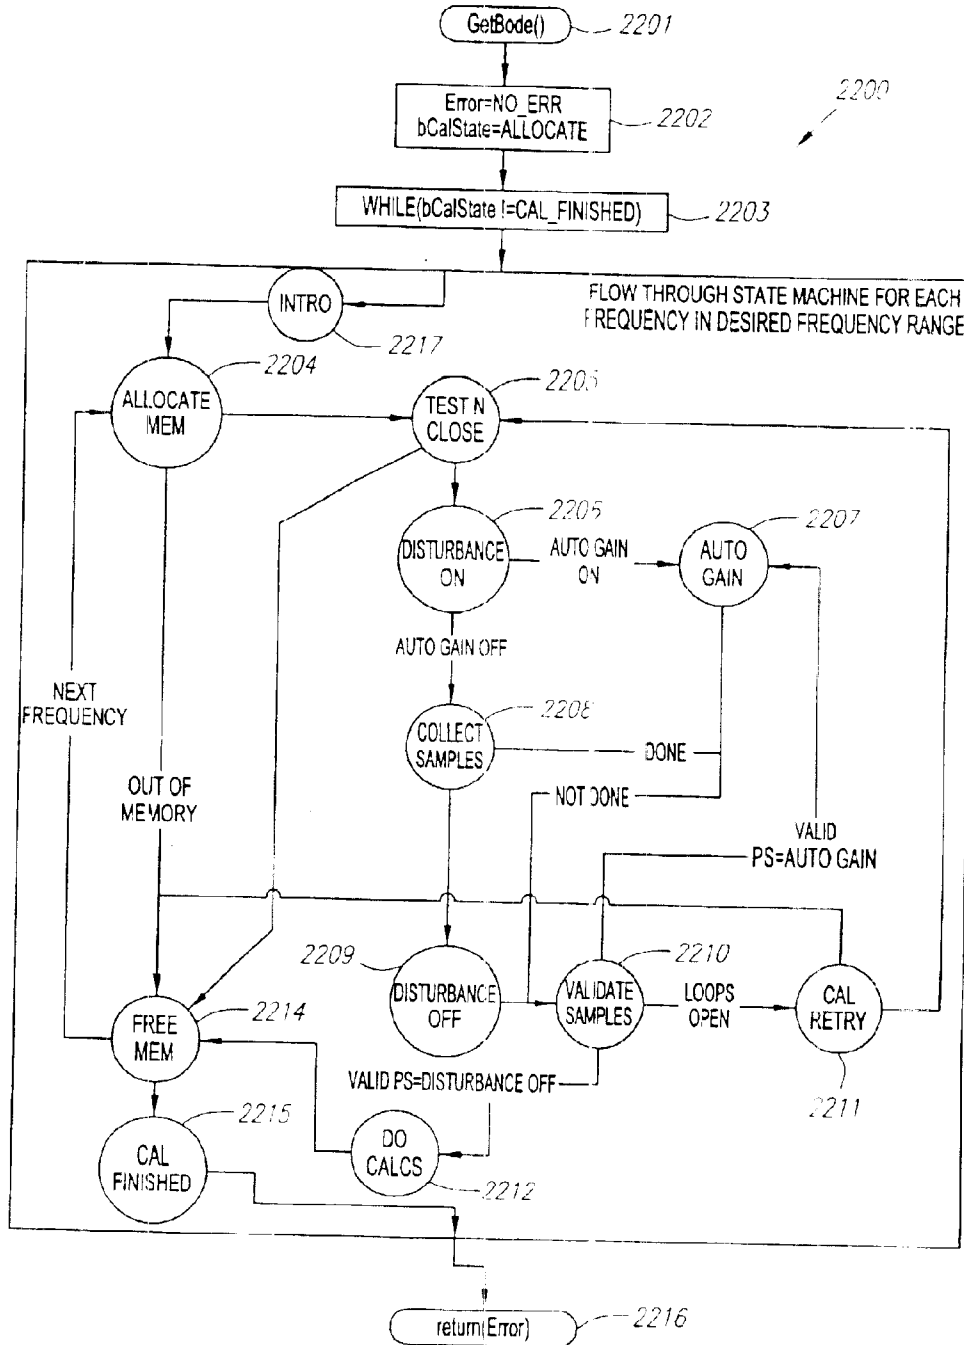 GetBode()
2201
2200
Error=NO_ERR
bCalState=ALLOCATE
2202
WHILE(bCalState !=CAL_FINISHED)
2203
FLOW THROUGH STATE MACHINE FOR EACH
FREQUENCY IN DESIRED FREQUENCY RANGE
INTRO
2217
2204
ALLOCATE
MEM
2205
TEST N
CLOSE
2206
DISTURBANCE
ON
AUTO GAIN
ON
2207
AUTO
GAIN
AUTO GAIN OFF
NEXT
FREQUENCY
2208
COLLECT
SAMPLES
DONE
OUT OF
MEMORY
NOT DONE
VALID
PS=AUTO GAIN
2209
DISTURBANCE
OFF
2210
VALIDATE
SAMPLES
LOOPS
OPEN
CAL
RETRY
2211
2214
FREE
MEM
VALID PS=DISTURBANCE OFF
2215
CAL
FINISHED
DO
CALCS
2212
return(Error)
2216